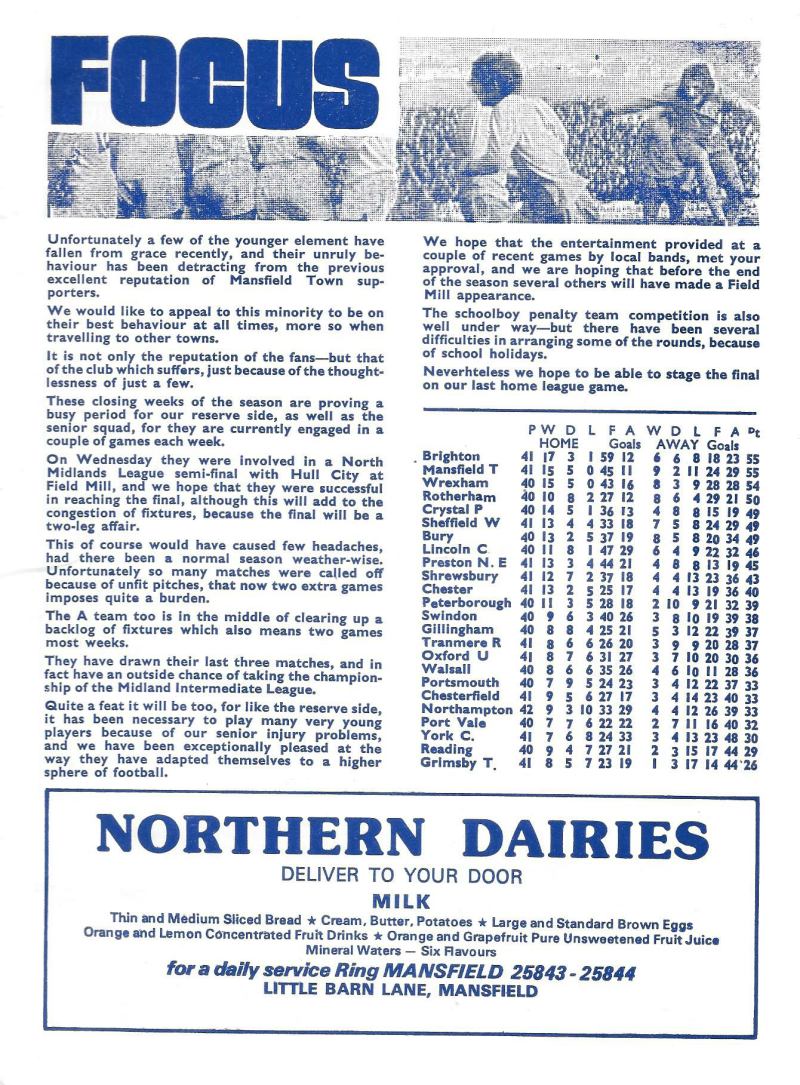 FOCUS
Unfortunately a few of the younger element have
fallen from grace recently, and their unruly be-
haviour has been detracting from the previous
excellent reputation of Mansfield Town sup-
porters.
We would like to appeal to this minority to be on
their best behaviour at all times, more so when
travelling to other towns.
It is not only the reputation of the fans—but that
of the club which suffers, just because of the thought-
lessness of just a few.
These closing weeks of the season are proving a
busy period for our reserve side, as well as the
senior squad, for they are currently engaged in a
couple of games each week.
On Wednesday they were involved in a North
Midlands League semi-final with Hull City at
Field Mill, and we hope that they were successful
in reaching the final, although this will add to the
congestion of fixtures, because the final will be a
two-leg affair.
This of course would have caused few headaches,
had there been a normal season weather-wise.
Unfortunately so many matches were called off
because of unfit pitches, that now two extra games
imposes quite a burden.
The A team too is in the middle of clearing up a
backlog of fixtures which also means two games
most weeks.
They have drawn their last three matches, and in
fact have an outside chance of taking the champion-
ship of the Midland Intermediate League.
Quite a feat it will be too, for like the reserve side,
it has been necessary to play many very young
players because of our senior injury problems,
and we have been exceptionally pleased at the
way they have adapted themselves to a higher
sphere of football.
We hope that the entertainment provided at a
couple of recent games by local bands, met your
approval, and we are hoping that before the end
of the season several others will have made a Field
Mill appearance.
The schoolboy penalty team competition is also
well under way—but there have been several
difficulties in arranging some of the rounds, because
of school holidays.
Neverhteless we hope to be able to stage the final
on our last home league game.
P W D L F A W D L F A Pt
HOME Goals AWAY Goals
Brighton 41 17 3 1 59 12 6 6 8 18 23 55
Mansfield T 41 15 5 0 45 11 9 2 11 24 29 55
Wrexham 40 15 5 0 43 16 8 3 9 28 28 54
Rotherham 40 10 8 2 27 12 8 6 4 29 21 50
Crystal P 40 14 5 1 36 13 4 8 8 15 19 49
Sheffield W 41 13 4 4 33 18 7 5 8 24 29 49
Bury 40 13 2 5 37 19 8 5 8 20 34 49
Lincoln C 40 11 8 1 47 29 6 4 9 22 32 46
Preston N. E 41 13 3 4 44 21 4 8 8 13 19 45
Shrewsbury 41 12 7 2 37 18 4 4 13 23 36 43
Chester 41 13 2 5 25 17 4 4 13 19 36 40
Peterborough 40 11 3 5 28 18 2 10 9 21 32 39
Swindon 40 9 6 3 40 26 3 8 10 19 39 38
Gillingham 40 8 8 4 25 21 5 3 12 22 39 37
Tranmere R 41 8 6 6 26 20 3 9 9 20 28 37
Oxford U 41 8 7 6 31 27 3 7 10 20 30 36
Walsall 40 8 6 6 35 26 4 6 10 11 28 36
Portsmouth 40 7 9 5 24 23 3 4 12 22 37 33
Chesterfield 41 9 5 6 27 17 3 4 14 23 40 33
Northampton 42 9 3 10 33 29 4 4 12 26 39 33
Port Vale 40 7 7 6 22 22 2 7 11 16 40 32
York C. 41 7 6 8 24 33 3 4 13 23 48 30
Reading 40 9 4 7 27 21 2 3 15 17 44 29
Grimsby T. 41 8 5 7 23 19 1 3 17 14 44 26
NORTHERN DAIRIES
DELIVER TO YOUR DOOR
MILK
Thin and Medium Sliced Bread ★ Cream, Butter, Potatoes ★ Large and Standard Brown Eggs
Orange and Lemon Concentrated Fruit Drinks ★ Orange and Grapefruit Pure Unsweetened Fruit Juice
Mineral Waters — Six Flavours
for a daily service Ring MANSFIELD 25843 - 25844
LITTLE BARN LANE, MANSFIELD